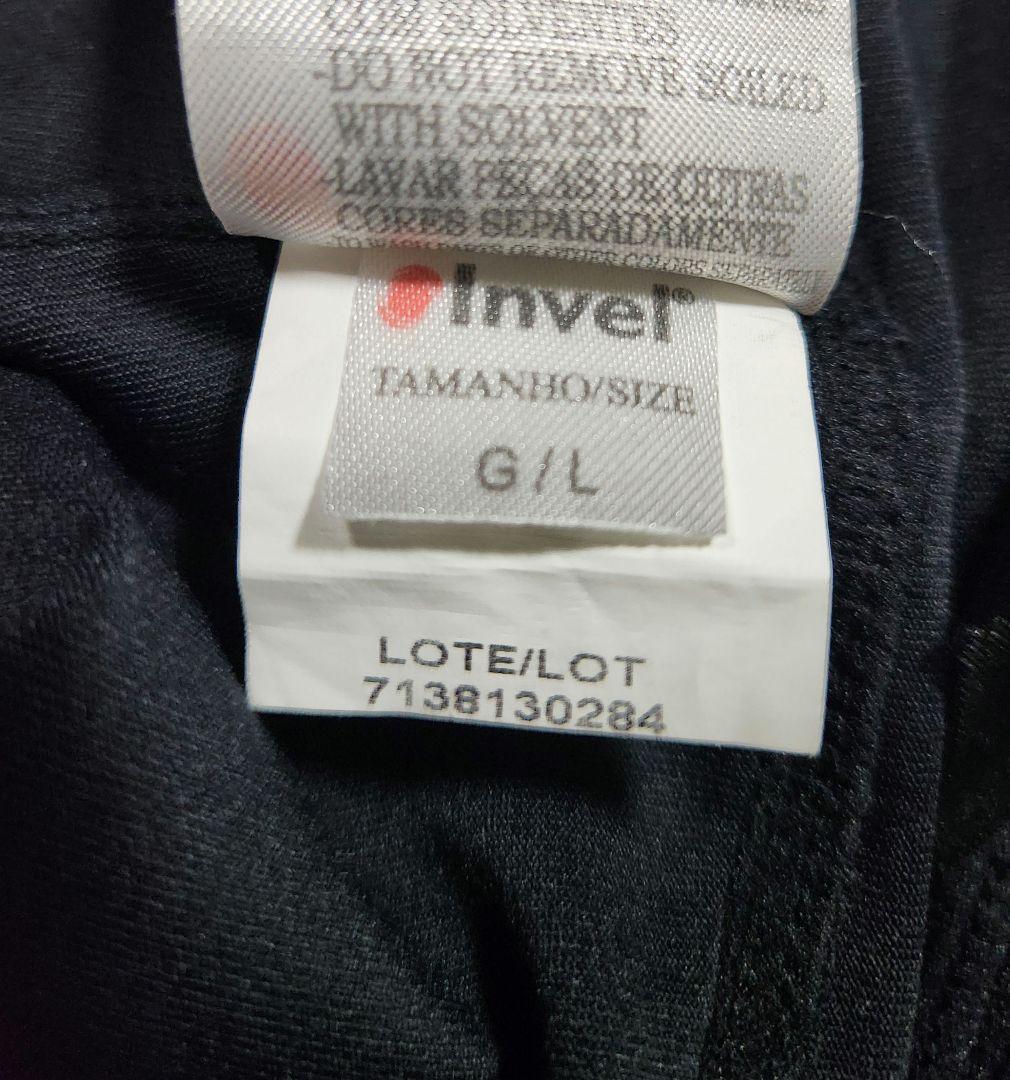 -DO NOT REMOVE SOILED
WITH SOLVENT
-LAVAR PEÇAS DE OUTRAS
CORES SEPARADAMENTE
Invel®
TAMANHO/SIZE
G / L
LOTE/LOT
7138130284